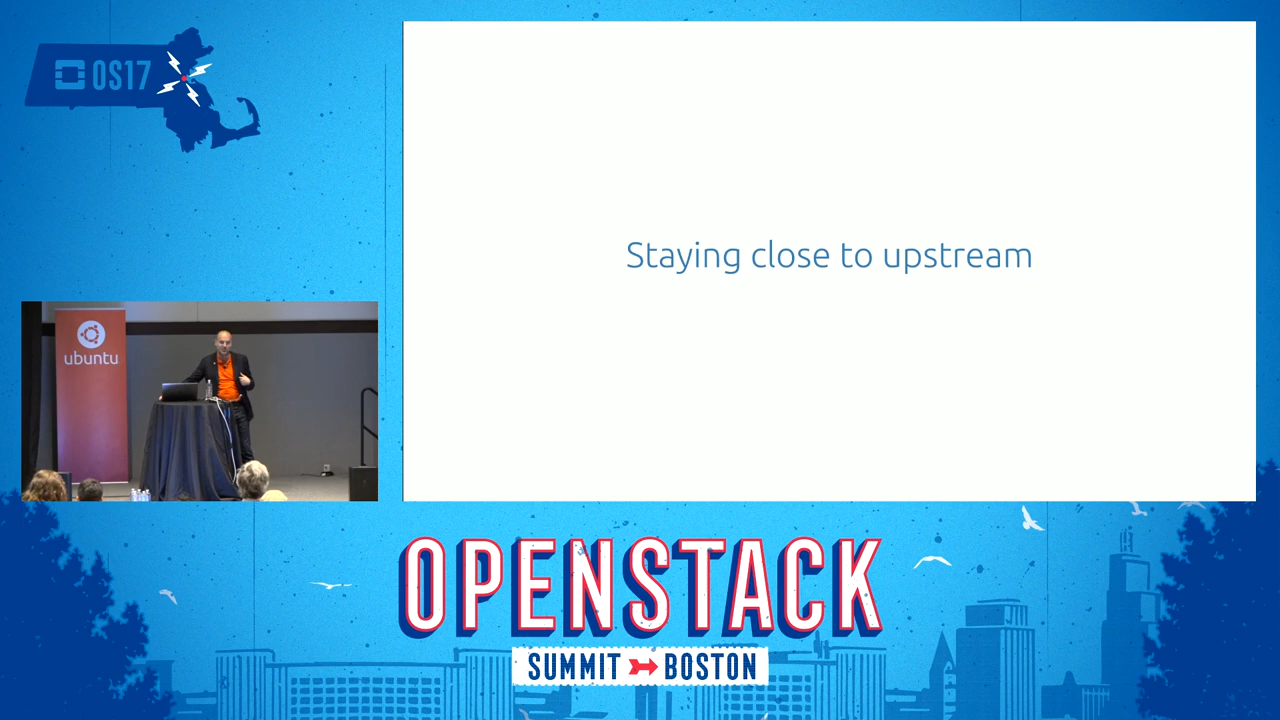 OS17
Staying close to upstream
ubuntu
OPENSTACK
SUMMIT BOSTON